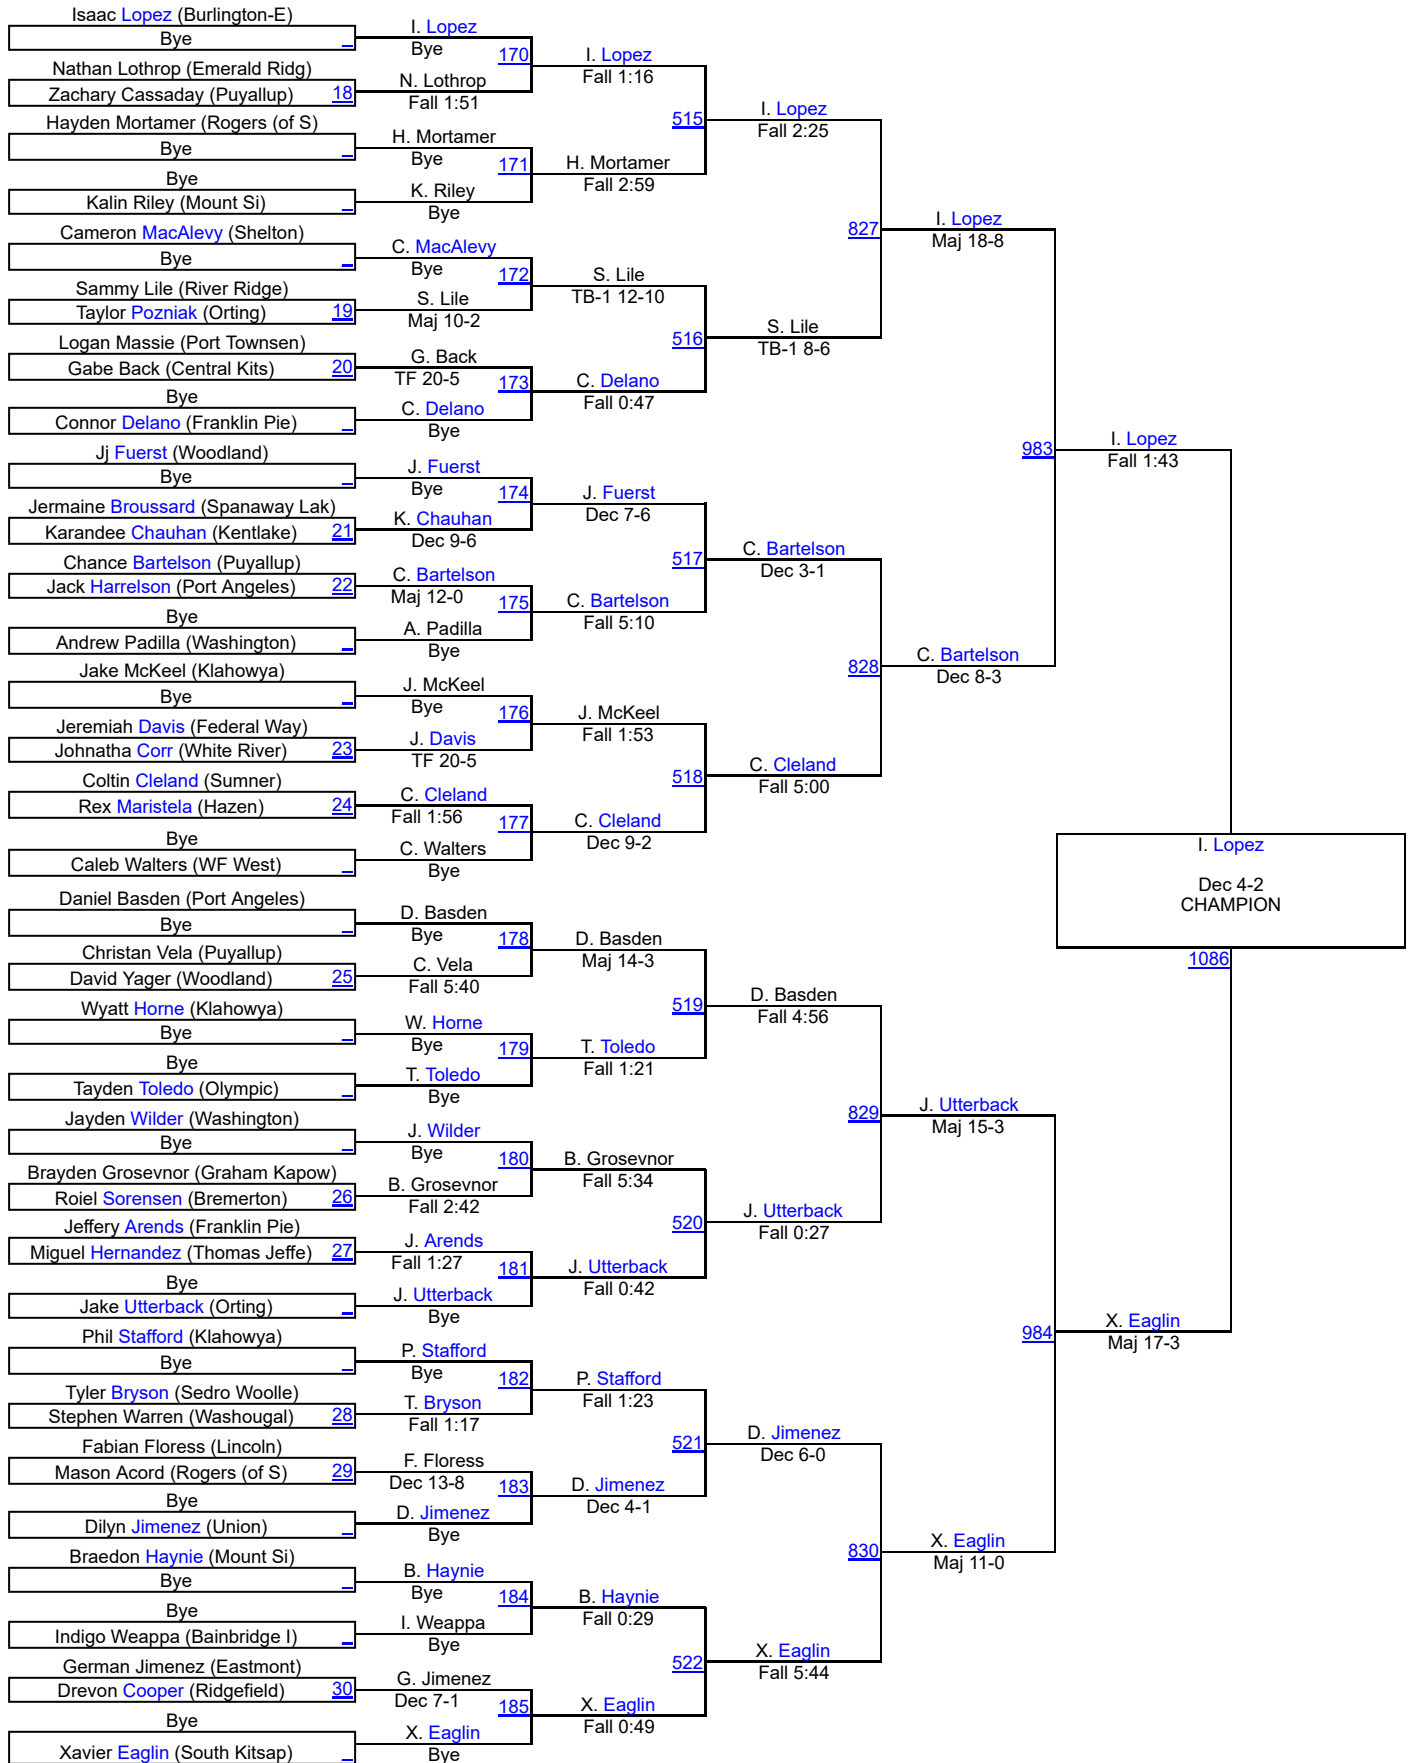 Isaac Lopez (Burlington-E)
Bye
Nathan Lothrop (Emerald Ridg)
Zachary Cassaday (Puyallup) 18
Hayden Mortamer (Rogers (of S)
Bye
Bye
Kalin Riley (Mount Si)
Cameron MacAlevy (Shelton)
Bye
Sammy Lile (River Ridge)
Taylor Pozniak (Orting) 19
Logan Massie (Port Townsen)
Gabe Back (Central Kits) 20
Bye
Connor Delano (Franklin Pie)
Jj Fuerst (Woodland)
Bye
Jermaine Broussard (Spanaway Lak)
Karandee Chauhan (Kentlake) 21
Chance Bartelson (Puyallup)
Jack Harrelson (Port Angeles) 22
Bye
Andrew Padilla (Washington)
Jake McKeel (Klahowya)
Bye
Jeremiah Davis (Federal Way)
Johnatha Corr (White River) 23
Coltin Cleland (Sumner)
Rex Maristela (Hazen) 24
Bye
Caleb Walters (WF West)
Daniel Basden (Port Angeles)
Bye
Christan Vela (Puyallup)
David Yager (Woodland) 25
Wyatt Horne (Klahowya)
Bye
Bye
Tayden Toledo (Olympic)
Jayden Wilder (Washington)
Bye
Brayden Grosevnor (Graham Kapow)
Roiel Sorensen (Bremerton) 26
Jeffery Arends (Franklin Pie)
Miguel Hernandez (Thomas Jeffe) 27
Bye
Jake Utterback (Orting)
Phil Stafford (Klahowya)
Bye
Tyler Bryson (Sedro Woolle)
Stephen Warren (Washougal) 28
Fabian Floress (Lincoln)
Mason Acord (Rogers (of S) 29
Bye
Dilyn Jimenez (Union)
Braedon Haynie (Mount Si)
Bye
Bye
Indigo Weappa (Bainbridge I)
German Jimenez (Eastmont)
Drevon Cooper (Ridgefield) 30
Bye
Xavier Eaglin (South Kitsap)
I. Lopez
Bye
170
N. Lothrop
Fall 1:51
H. Mortamer
Bye
171
K. Riley
Bye
C. MacAlevy
Bye
172
S. Lile
Maj 10-2
G. Back
TF 20-5
173
C. Delano
Bye
J. Fuerst
Bye
174
K. Chauhan
Dec 9-6
C. Bartelson
Maj 12-0
175
A. Padilla
Bye
J. McKeel
Bye
176
J. Davis
TF 20-5
C. Cleland
Fall 1:56
177
C. Walters
Bye
D. Basden
Bye
178
C. Vela
Fall 5:40
W. Horne
Bye
179
T. Toledo
Bye
J. Wilder
Bye
180
B. Grosevnor
Fall 2:42
J. Arends
Fall 1:27
181
J. Utterback
Bye
P. Stafford
Bye
182
T. Bryson
Fall 1:17
F. Floress
Dec 13-8
183
D. Jimenez
Bye
B. Haynie
Bye
184
I. Weappa
Bye
G. Jimenez
Dec 7-1
185
X. Eaglin
Bye
I. Lopez
Fall 1:16
515
H. Mortamer
Fall 2:59
S. Lile
TB-1 12-10
516
C. Delano
Fall 0:47
J. Fuerst
Dec 7-6
517
C. Bartelson
Fall 5:10
J. McKeel
Fall 1:53
518
C. Cleland
Dec 9-2
D. Basden
Maj 14-3
519
T. Toledo
Fall 1:21
B. Grosevnor
Fall 5:34
520
J. Utterback
Fall 0:42
P. Stafford
Fall 1:23
521
D. Jimenez
Dec 4-1
B. Haynie
Fall 0:29
522
X. Eaglin
Fall 0:49
I. Lopez
Fall 2:25
827
S. Lile
TB-1 8-6
C. Bartelson
Dec 3-1
828
C. Cleland
Fall 5:00
D. Basden
Fall 4:56
829
J. Utterback
Fall 0:27
D. Jimenez
Dec 6-0
830
X. Eaglin
Fall 5:44
I. Lopez
Maj 18-8
983
C. Bartelson
Dec 8-3
J. Utterback
Maj 15-3
984
X. Eaglin
Maj 11-0
I. Lopez
Fall 1:43
X. Eaglin
Maj 17-3
I. Lopez
Dec 4-2
CHAMPION
1086